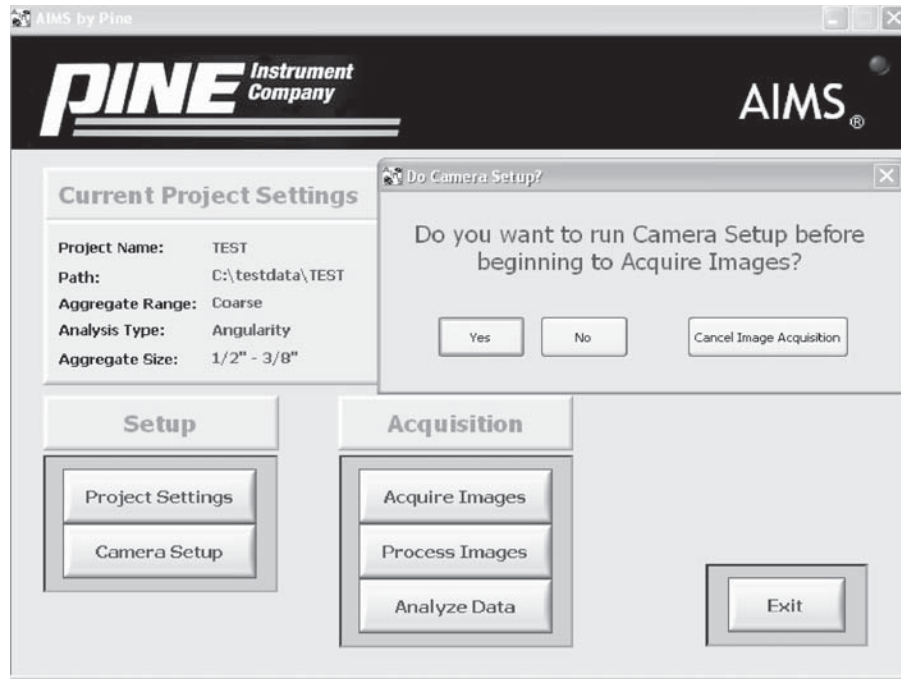 AIMS by Pine
PINE Instrument
Company
AIMS®
Current Project Settings
Project Name: TEST
Path: C:\testdata\TEST
Aggregate Range: Coarse
Analysis Type: Angularity
Aggregate Size: 1/2" - 3/8"
Do Camera Setup?
Do you want to run Camera Setup before
beginning to Acquire Images?
Yes No Cancel Image Acquisition
Setup
Project Settings
Camera Setup
Acquisition
Acquire Images
Process Images
Analyze Data
Exit